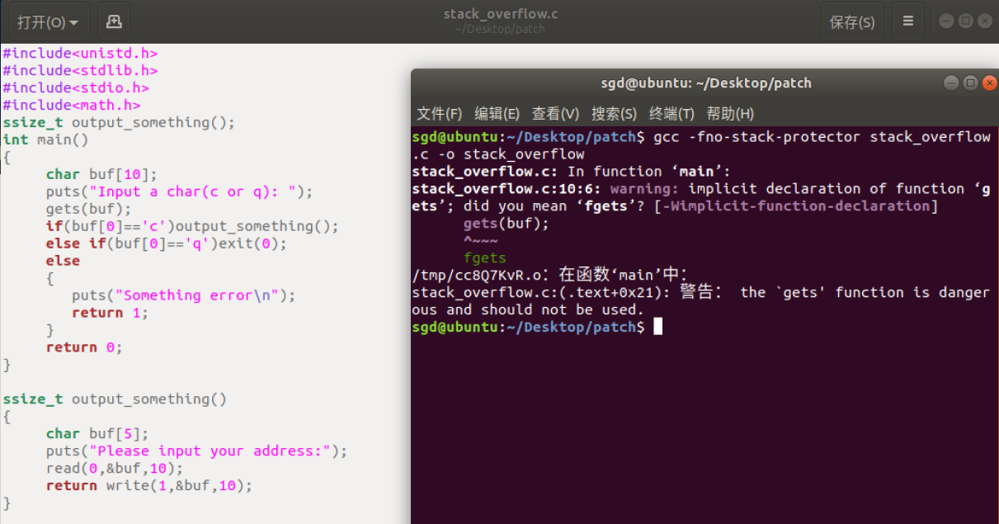 打开(O)
stack_overflow.c
~/Desktop/patch
保存(S)
#include<unistd.h>
#include<stdlib.h>
#include<stdio.h>
#include<math.h>
ssize_t output_something();
int main()
{
char buf[10];
puts("Input a char(c or q): ");
gets(buf);
if(buf[0]=='c')output_something();
else if(buf[0]=='q')exit(0);
else
{
puts("Something error\n");
return 1;
}
return 0;
}
ssize_t output_something()
{
char buf[5];
puts("Please input your address:");
read(0,&buf,10);
return write(1,&buf,10);
}
sgd@ubuntu: ~/Desktop/patch
文件(F) 编辑(E) 查看(V) 搜索(S) 终端(T) 帮助(H)
sgd@ubuntu:~/Desktop/patch$ gcc -fno-stack-protector stack_overflow
.c -o stack_overflow
stack_overflow.c: In function ‘main’:
stack_overflow.c:10:6: warning: implicit declaration of function ‘g
ets’; did you mean ‘fgets’? [-Wimplicit-function-declaration]
gets(buf);
^~~~
fgets
/tmp/cc8Q7KvR.o：在函数‘main’中：
stack_overflow.c:(.text+0x21): 警告： the `gets' function is danger
ous and should not be used.
sgd@ubuntu:~/Desktop/patch$